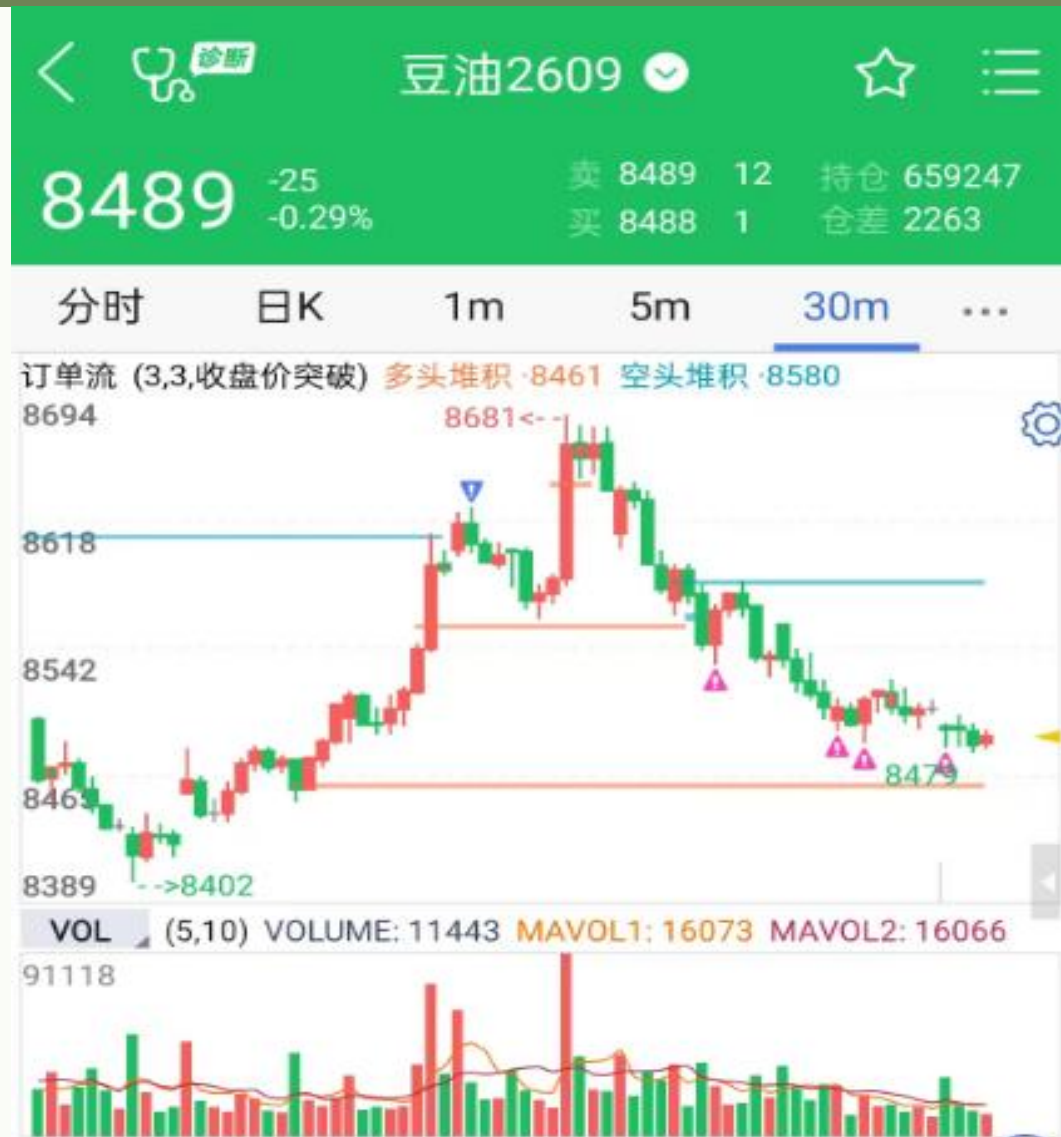 诊断
豆油2609
8489 -25 卖 8489 12 持仓 659247
-0.29% 买 8488 1 仓差 2263
分时 日K 1m 5m 30m ...
订单流 (3,3,收盘价突破) 多头堆积 ·8461 空头堆积 ·8580
8694
8681<--
8618
8542
8479
8465
8389
-->8402
VOL (5,10) VOLUME: 11443 MAVOL1: 16073 MAVOL2: 16066
91118